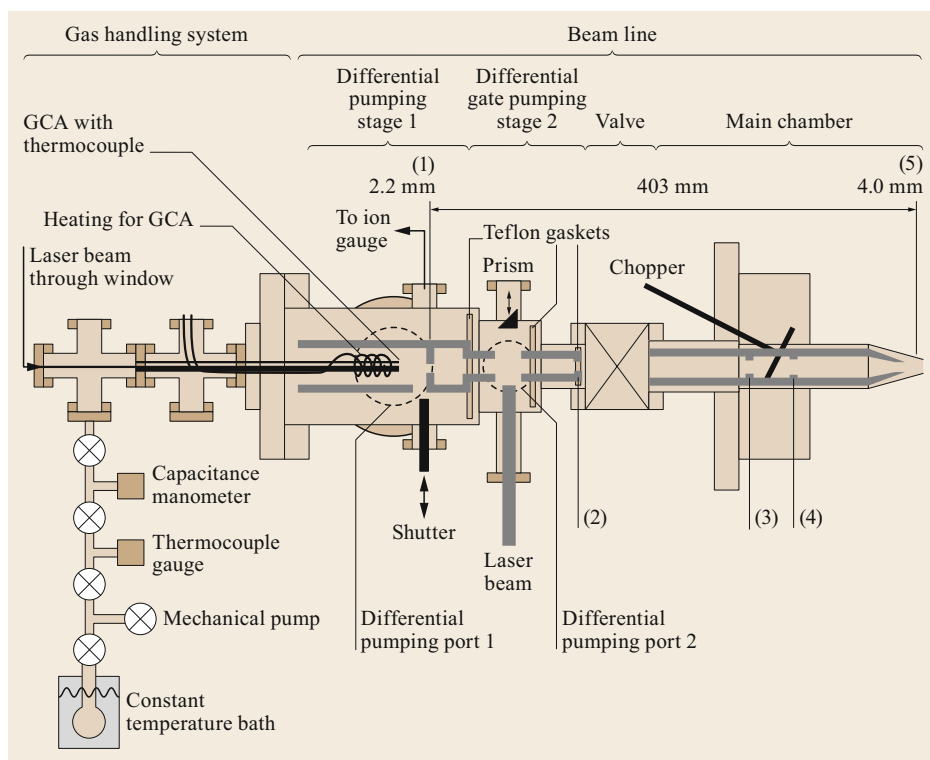 Gas handling system
Beam line
Differential
pumping
stage 1
Differential
gate pumping
stage 2
Valve
Main chamber
GCA with
thermocouple
(1)
2.2 mm
403 mm
(5)
4.0 mm
Heating for GCA
To ion
gauge
Teflon gaskets
Laser beam
through window
Prism
Chopper
Capacitance
manometer
(2)
(3)
(4)
Shutter
Thermocouple
gauge
Laser
beam
Mechanical pump
Differential
pumping port 1
Differential
pumping port 2
Constant
temperature bath